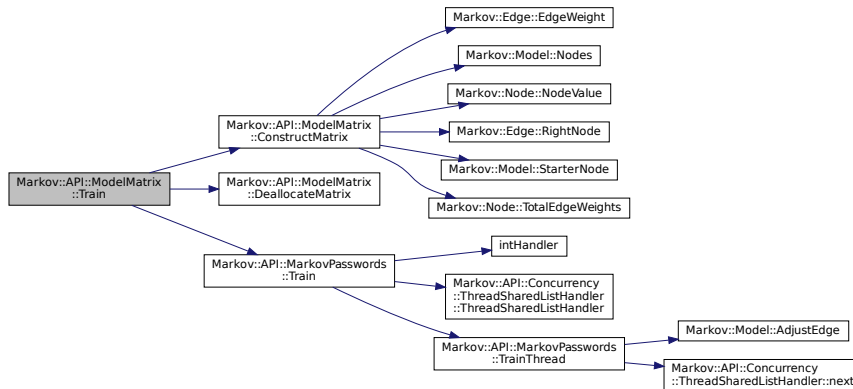 Markov::Edge::EdgeWeight
Markov::Model::Nodes
Markov::Node::NodeValue
Markov::API::ModelMatrix
::ConstructMatrix
Markov::Edge::RightNode
Markov::Model::StarterNode
Markov::API::ModelMatrix
::Train
Markov::API::ModelMatrix
::DeallocateMatrix
Markov::Node::TotalEdgeWeights
intHandler
Markov::API::MarkovPasswords
::Train
Markov::API::Concurrency
::ThreadSharedListHandler
::ThreadSharedListHandler
Markov::Model::AdjustEdge
Markov::API::MarkovPasswords
::TrainThread
Markov::API::Concurrency
::ThreadSharedListHandler::next